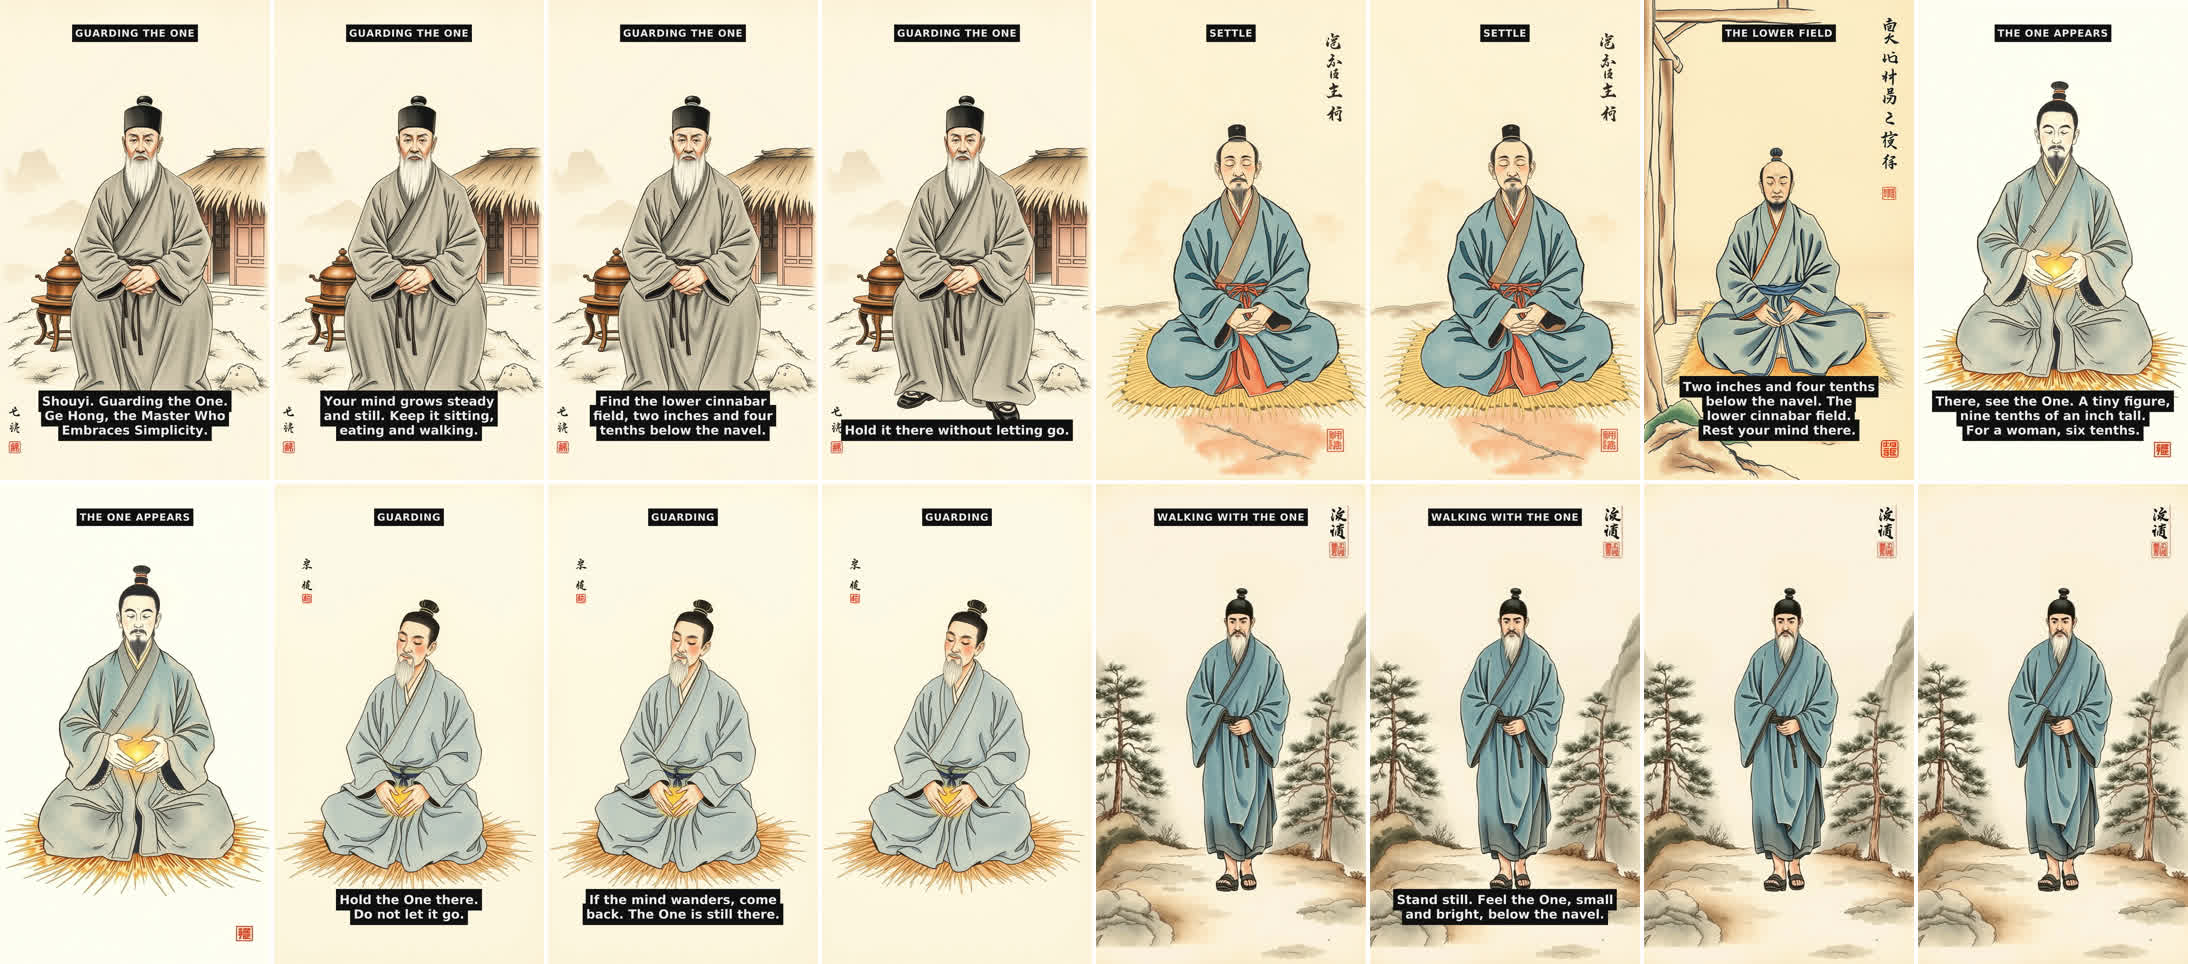 GUARDING THE ONE
Shouyi. Guarding the One.
Ge Hong, the Master Who
Embraces Simplicity.
GUARDING THE ONE
Your mind grows steady
and still. Keep it sitting,
eating and walking.
GUARDING THE ONE
Find the lower cinnabar
field, two inches and four
tenths below the navel.
GUARDING THE ONE
Hold it there without letting go.
SETTLE
SETTLE
THE LOWER FIELD
Two inches and four tenths
below the navel. The
lower cinnabar field.
Rest your mind there.
THE ONE APPEARS
There, see the One. A tiny figure,
nine tenths of an inch tall.
For a woman, six tenths.
THE ONE APPEARS
GUARDING
Hold the One there.
Do not let it go.
GUARDING
If the mind wanders, come
back. The One is still there.
GUARDING
WALKING WITH THE ONE
WALKING WITH THE ONE
Stand still. Feel the One, small
and bright, below the navel.